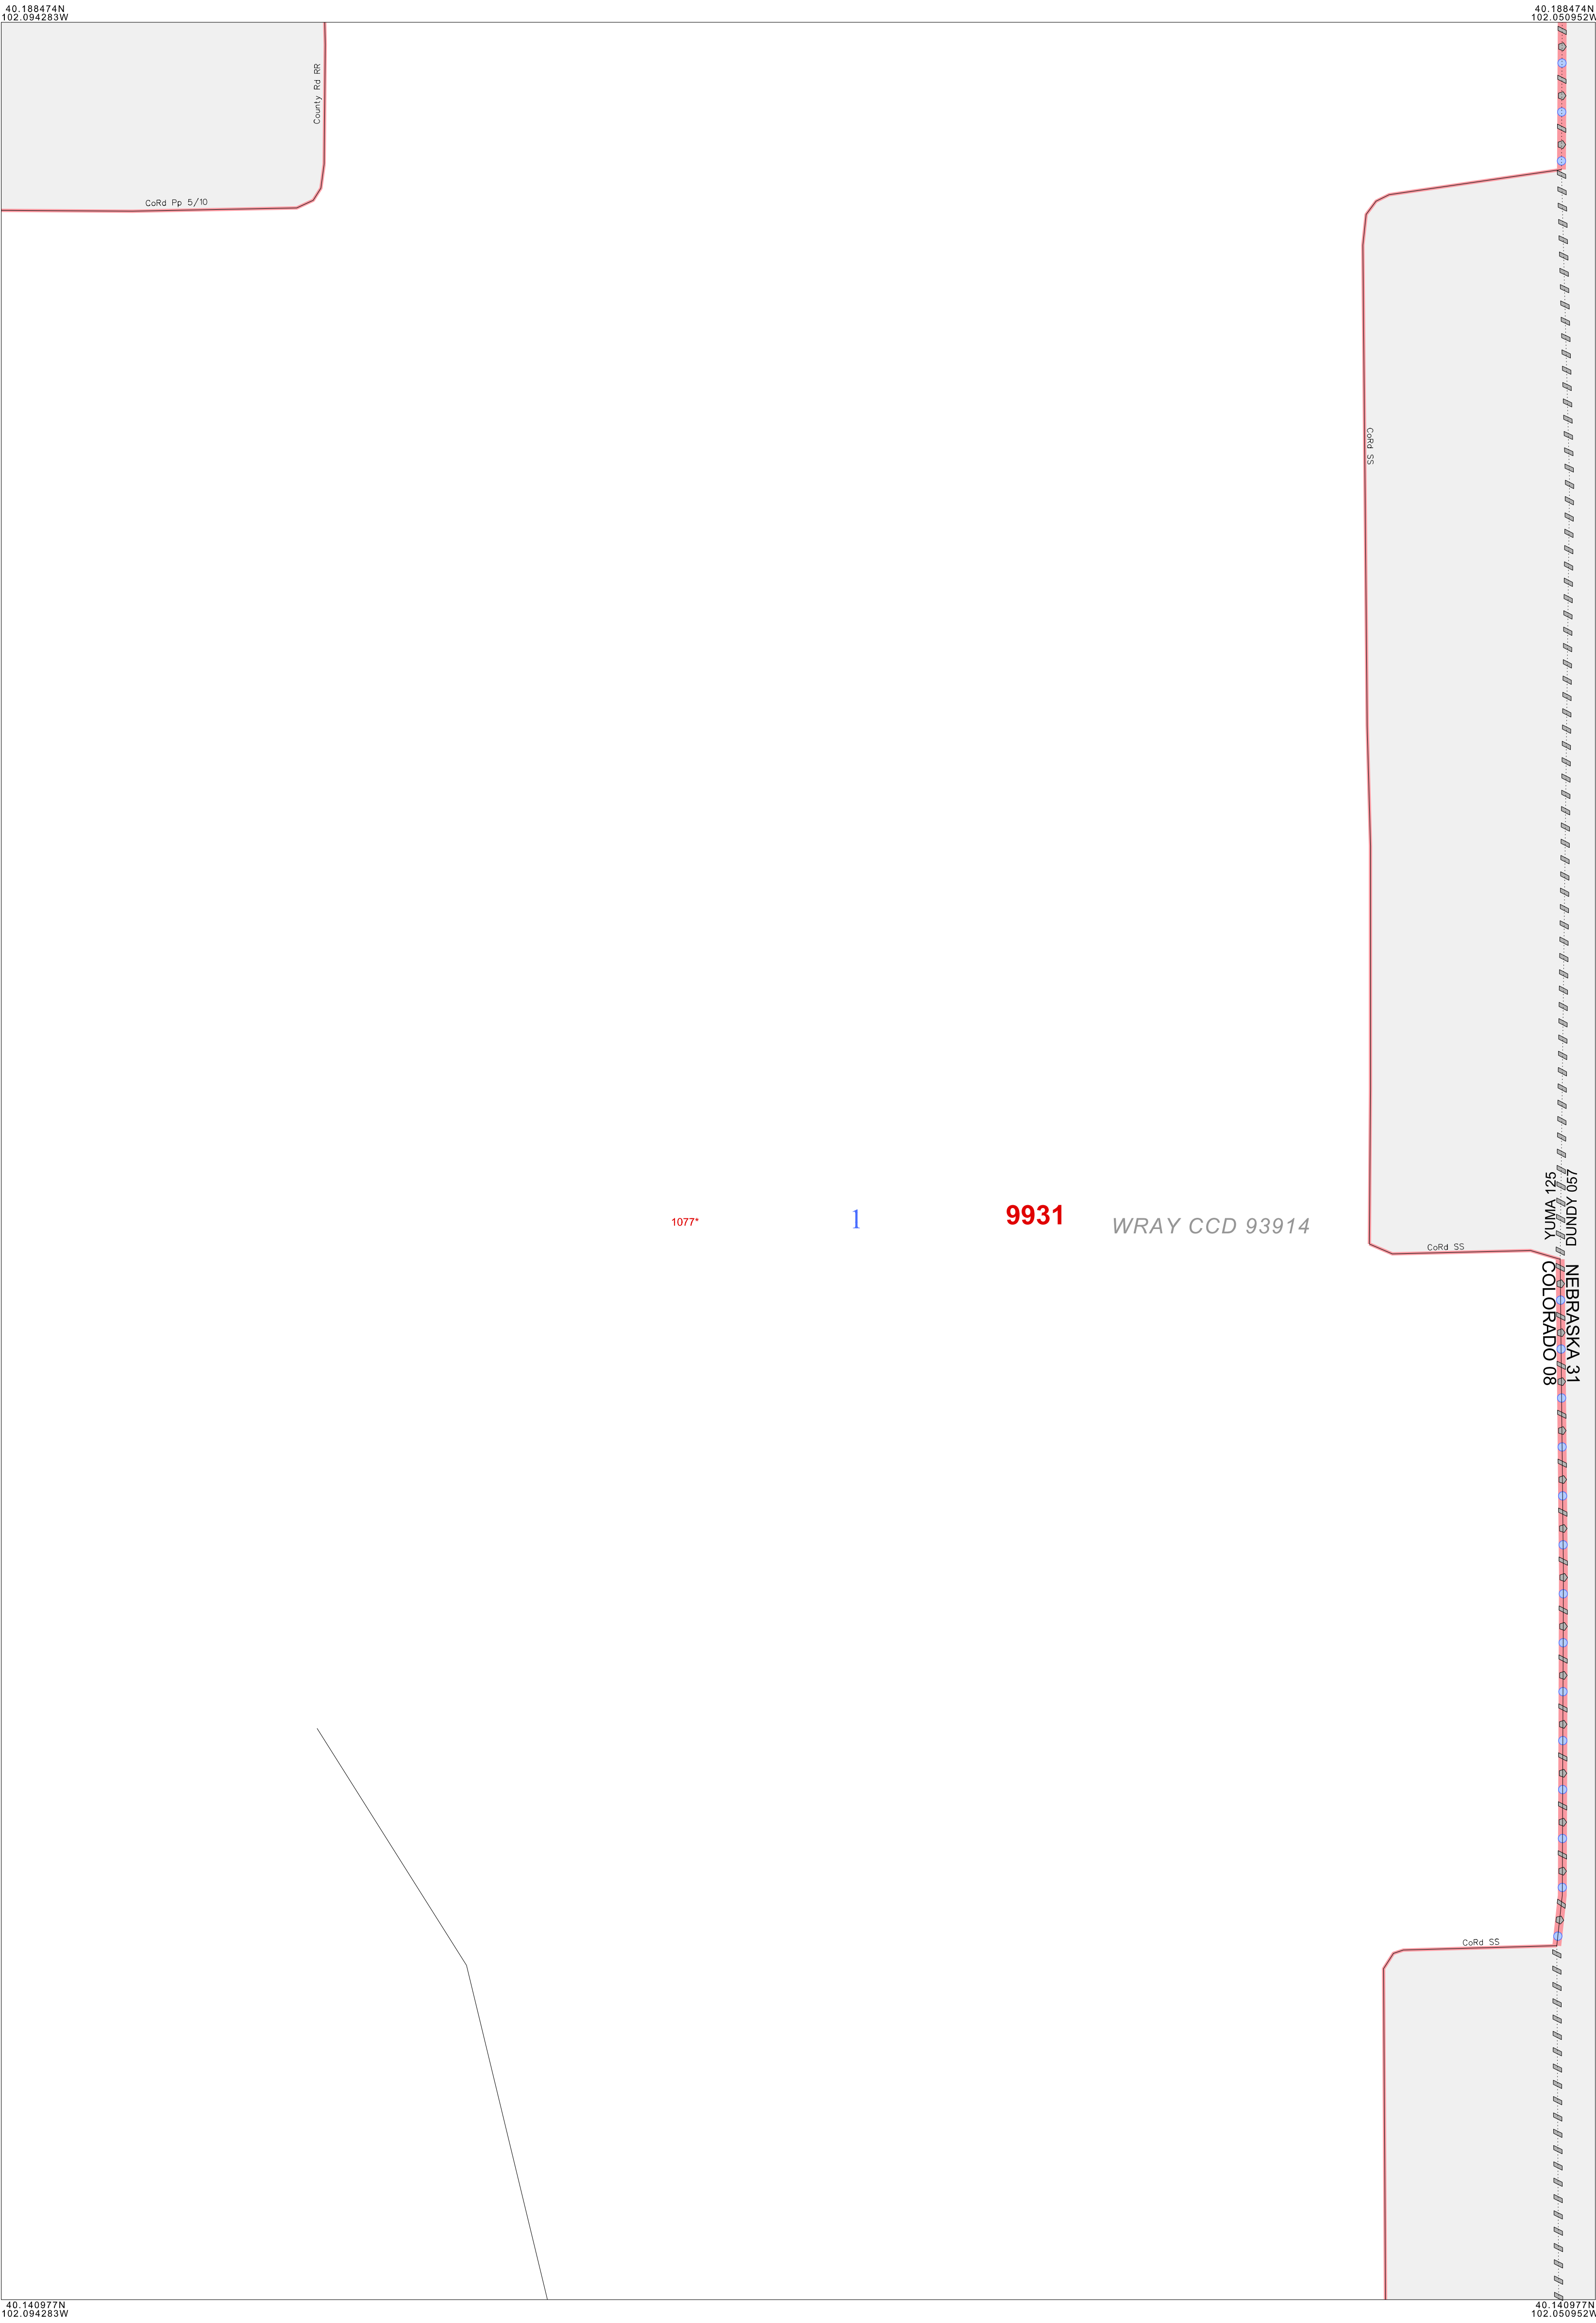 40.188474N
102.094283W
40.188474N
102.050952W
County Rd RR
CoRd Pp 5/10
CoRd SS
DUNDY 057
YUMA 125
1077*
1
9931
WRAY CCD 93914
CoRd SS
NEBRASKA 31
COLORADO 08
CoRd SS
40.140977N
102.094283W
40.140977N
102.050952W